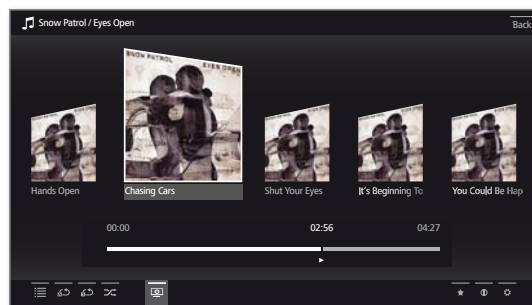 Snow Patrol / Eyes Open
Back
SNOW PATROL EYES OPEN
Hands Open
Chasing Cars
Shut Your Eyes
It's Beginning To
You Could Be Hap
00:00 02:56 04:27